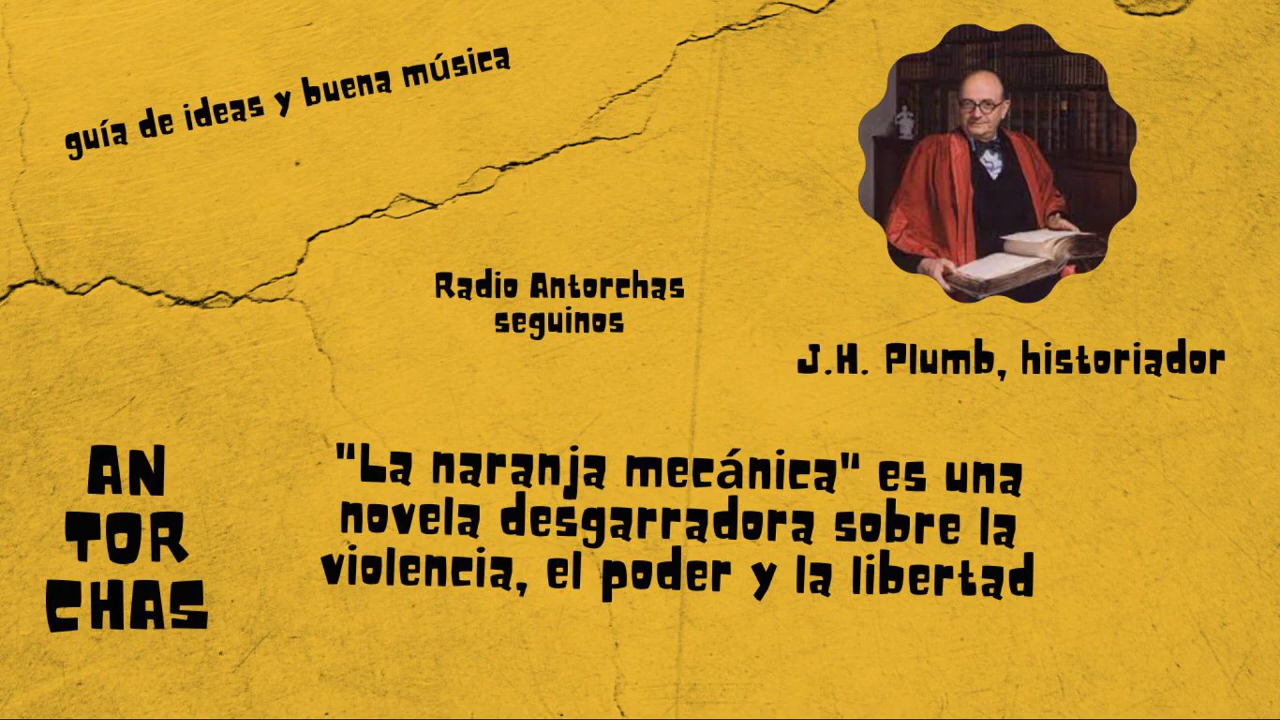 guía de ideas y buena música
Radio Antorchas
seguinos
J.H. Plumb, historiador
AN
TOR
CHAS
"La naranja mecánica" es una
novela desgarradora sobre la
violencia, el poder y la libertad